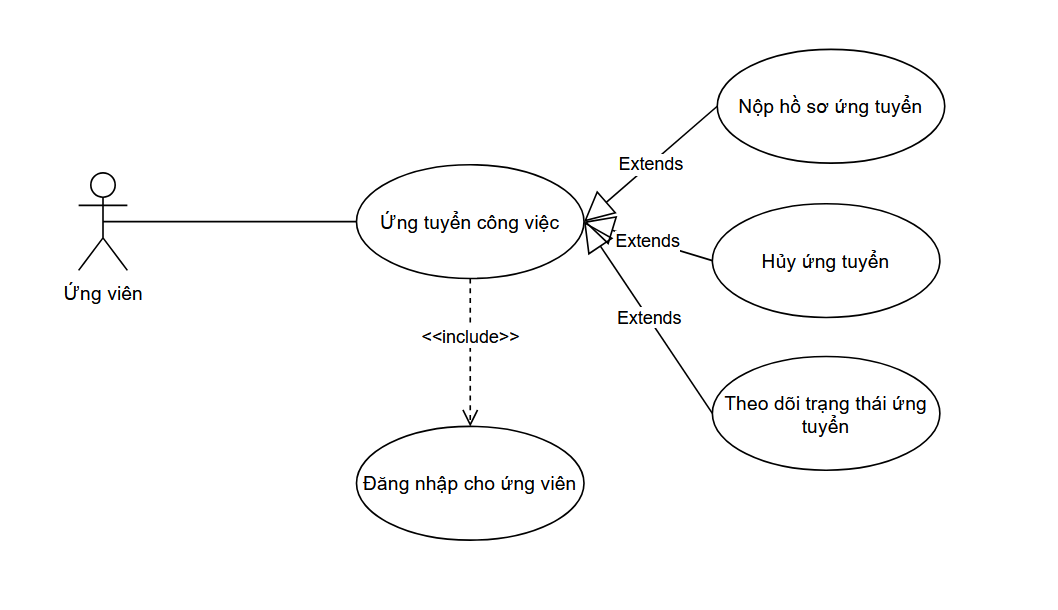 Nộp hồ sơ ứng tuyển
Extends
Ứng tuyển công việc
Extends
Hủy ứng tuyển
Ứng viên
Extends
<<include>>
Theo dõi trạng thái ứng
tuyển
Đăng nhập cho ứng viên